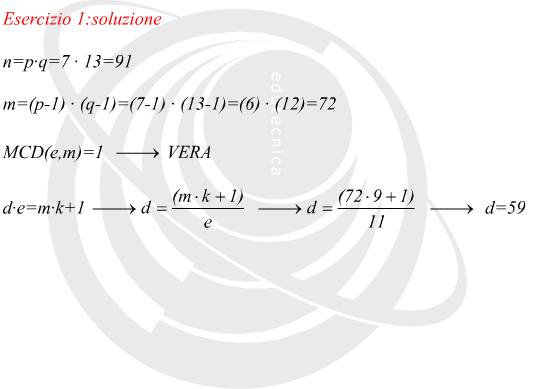 Esercizio 1:soluzione
n=p·q=7 · 13=91
m=(p-1) · (q-1)=(7-1) · (13-1)=(6) · (12)=72
MCD(e,m)=1 ⟶ VERA
d·e=m·k+1 ⟶ d = (m · k + 1) / e ⟶ d = (72 · 9 + 1) / 11 ⟶ d=59
edutecnica